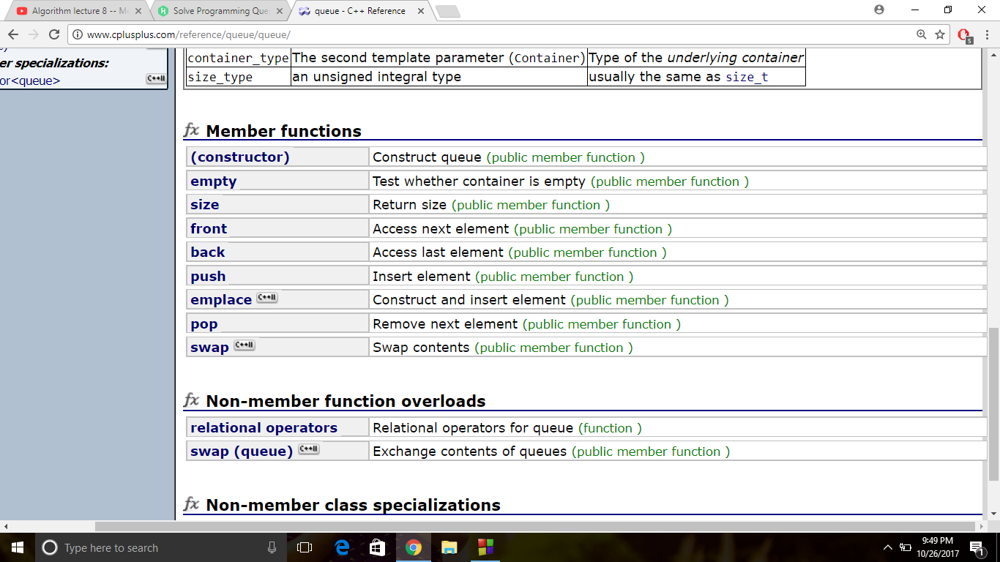 Algorithm lecture 8 -- M
Solve Programming Que
queue - C++ Reference
www.cplusplus.com/reference/queue/queue/
5
er specializations:
or<queue> C++11
container_type The second template parameter (Container) Type of the underlying container
size_type an unsigned integral type usually the same as size_t
fx Member functions
(constructor) Construct queue (public member function )
empty Test whether container is empty (public member function )
size Return size (public member function )
front Access next element (public member function )
back Access last element (public member function )
push Insert element (public member function )
emplace C++11 Construct and insert element (public member function )
pop Remove next element (public member function )
swap C++11 Swap contents (public member function )
fx Non-member function overloads
relational operators Relational operators for queue (function )
swap (queue) C++11 Exchange contents of queues (public member function )
fx Non-member class specializations
Type here to search
9:49 PM
10/26/2017
1